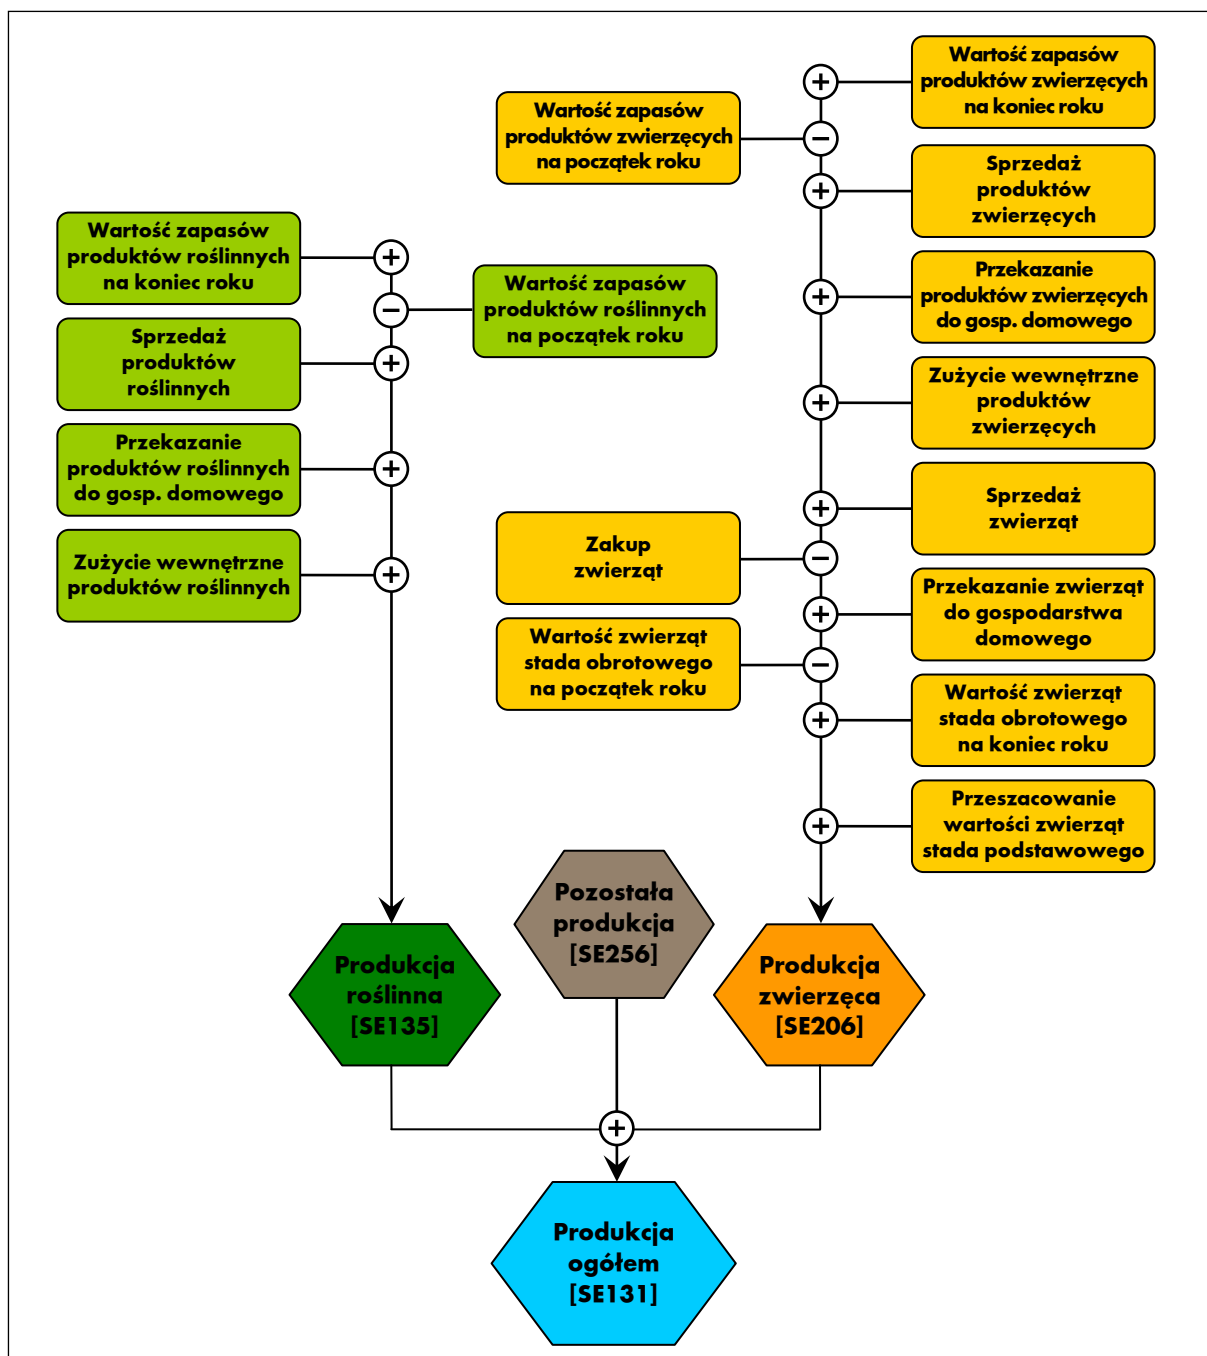 Wartość zapasów
produktów zwierzęcych
na koniec roku
Wartość zapasów
produktów zwierzęcych
na początek roku
Sprzedaż
produktów
zwierzęcych
Wartość zapasów
produktów roślinnych
na koniec roku
Wartość zapasów
produktów roślinnych
na początek roku
Przekazanie
produktów zwierzęcych
do gosp. domowego
Sprzedaż
produktów
roślinnych
Zużycie wewnętrzne
produktów
zwierzęcych
Przekazanie
produktów roślinnych
do gosp. domowego
Sprzedaż
zwierząt
Zużycie wewnętrzne
produktów roślinnych
Zakup
zwierząt
Przekazanie zwierząt
do gospodarstwa
domowego
Wartość zwierząt
stada obrotowego
na początek roku
Wartość zwierząt
stada obrotowego
na koniec roku
Przeszacowanie
wartości zwierząt
stada podstawowego
Pozostała
produkcja
[SE256]
Produkcja
roślinna
[SE135]
Produkcja
zwierzęca
[SE206]
Produkcja
ogółem
[SE131]